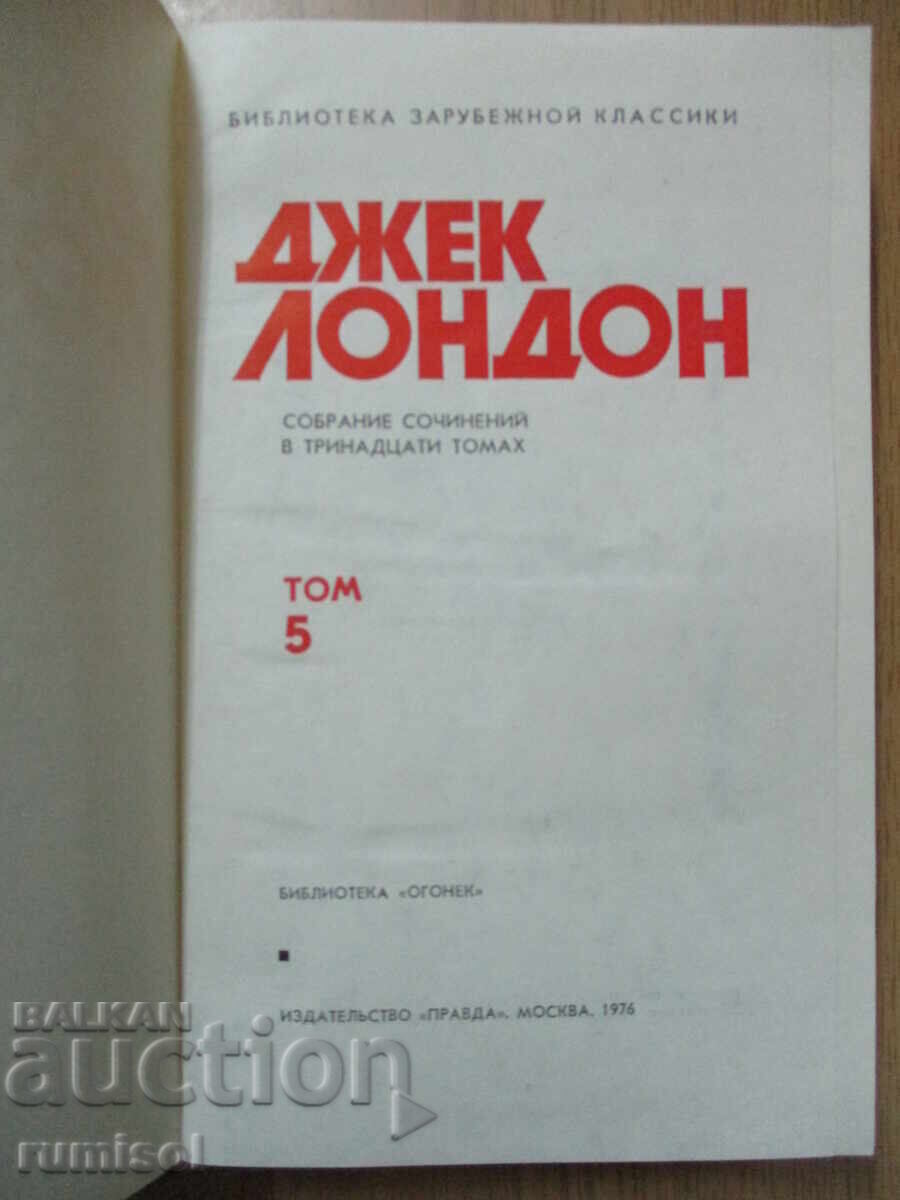 БИБЛИОТЕКА ЗАРУБЕЖНОЙ КЛАССИКИ
ДЖЕК
ЛОНДОН
СОБРАНИЕ СОЧИНЕНИЙ
В ТРИНАДЦАТИ ТОМАХ
ТОМ
5
БИБЛИОТЕКА «ОГОНЕК»
ИЗДАТЕЛЬСТВО «ПРАВДА». МОСКВА. 1976
BALKAN
auction
rumisol